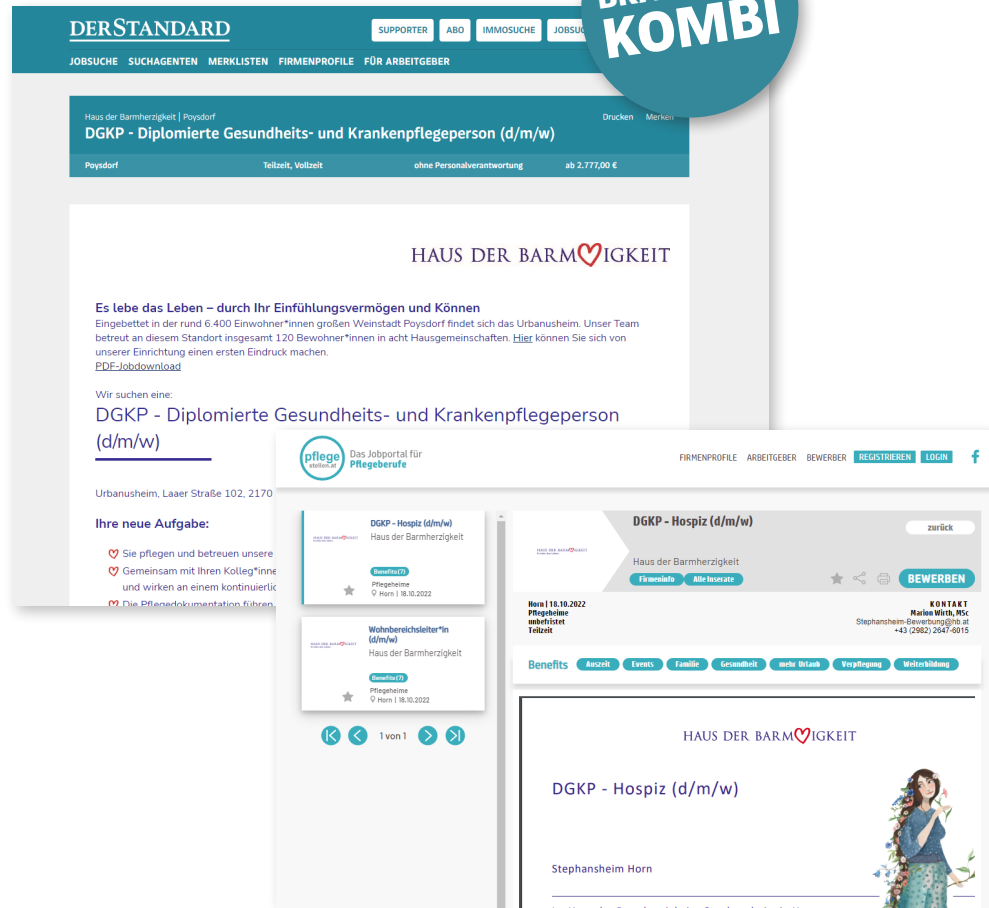 KOMBI
DERSTANDARD
SUPPORTER ABO IMMOSUCHE
JOBSUCHE SUCHAGENTEN MERKLISTEN FIRMENPROFILE FÜR ARBEITGEBER
Haus der Barmherzigkeit | Poysdorf
Drucken Merken
DGKP - Diplomierte Gesundheits- und Krankenpflegeperson (d/m/w)
Poysdorf Teilzeit, Vollzeit ohne Personalverantwortung ab 2.777,00 €
HAUS DER BARM IGKEIT
Es lebe das Leben – durch Ihr Einfühlungsvermögen und Können
Eingebettet in der rund 6.400 Einwohner*innen großen Weinstadt Poysdorf findet sich das Urbanusheim. Unser Team
betreut an diesem Standort insgesamt 120 Bewohner*innen in acht Hausgemeinschaften. Hier können Sie sich von
unserer Einrichtung einen ersten Eindruck machen.
PDF-Jobdownload
Wir suchen eine:
DGKP - Diplomierte Gesundheits- und Krankenpflegeperson
(d/m/w)
Urbanusheim, Laaer Straße 102, 2170
Ihre neue Aufgabe:
Sie pflegen und betreuen unsere
Gemeinsam mit Ihren Kolleg*inne
und wirken an einem kontinuierlic
Die Pflegedokumentation führen
pflege
stellen.at
Das Jobportal für
Pflegeberufe
FIRMENPROFILE ARBEITGEBER BEWERBER REGISTRIEREN LOGIN
DGKP - Hospiz (d/m/w)
Haus der Barmherzigkeit
Benefits (7)
Pflegeheime
Horn | 18.10.2022
Wohnbereichsleiter*in
(d/m/w)
Haus der Barmherzigkeit
Benefits (7)
Pflegeheime
Horn | 18.10.2022
1 von 1
DGKP - Hospiz (d/m/w)
zurück
Haus der Barmherzigkeit
Firmeninfo Alle Inserate
BEWERBEN
Horn | 18.10.2022
Pflegeheime
unbefristet
Teilzeit
KONTAKT
Marion Wirth, MSc
Stephansheim-Bewerbung@hb.at
+43 (2982) 2647-6015
Benefits Auszeit Events Familie Gesundheit mehr Urlaub Verpflegung Weiterbildung
HAUS DER BARM IGKEIT
DGKP - Hospiz (d/m/w)
Stephansheim Horn